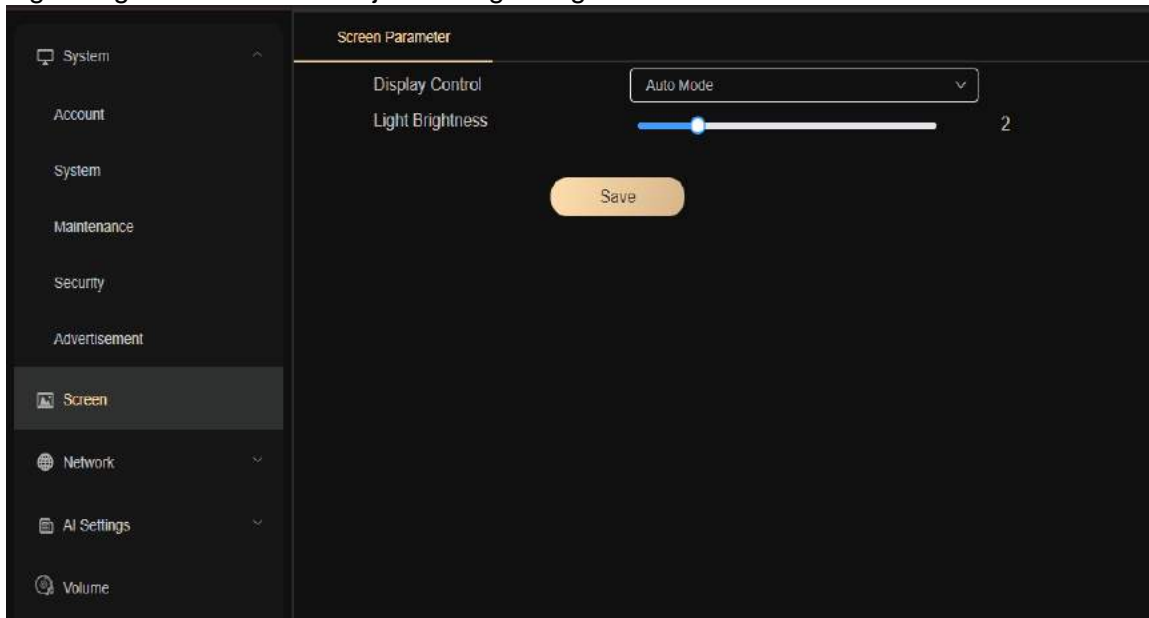 System
Account
System
Maintenance
Security
Advertisement
Screen
Network
AI Settings
Volume
Screen Parameter
Display Control Auto Mode
Light Brightness 2
Save